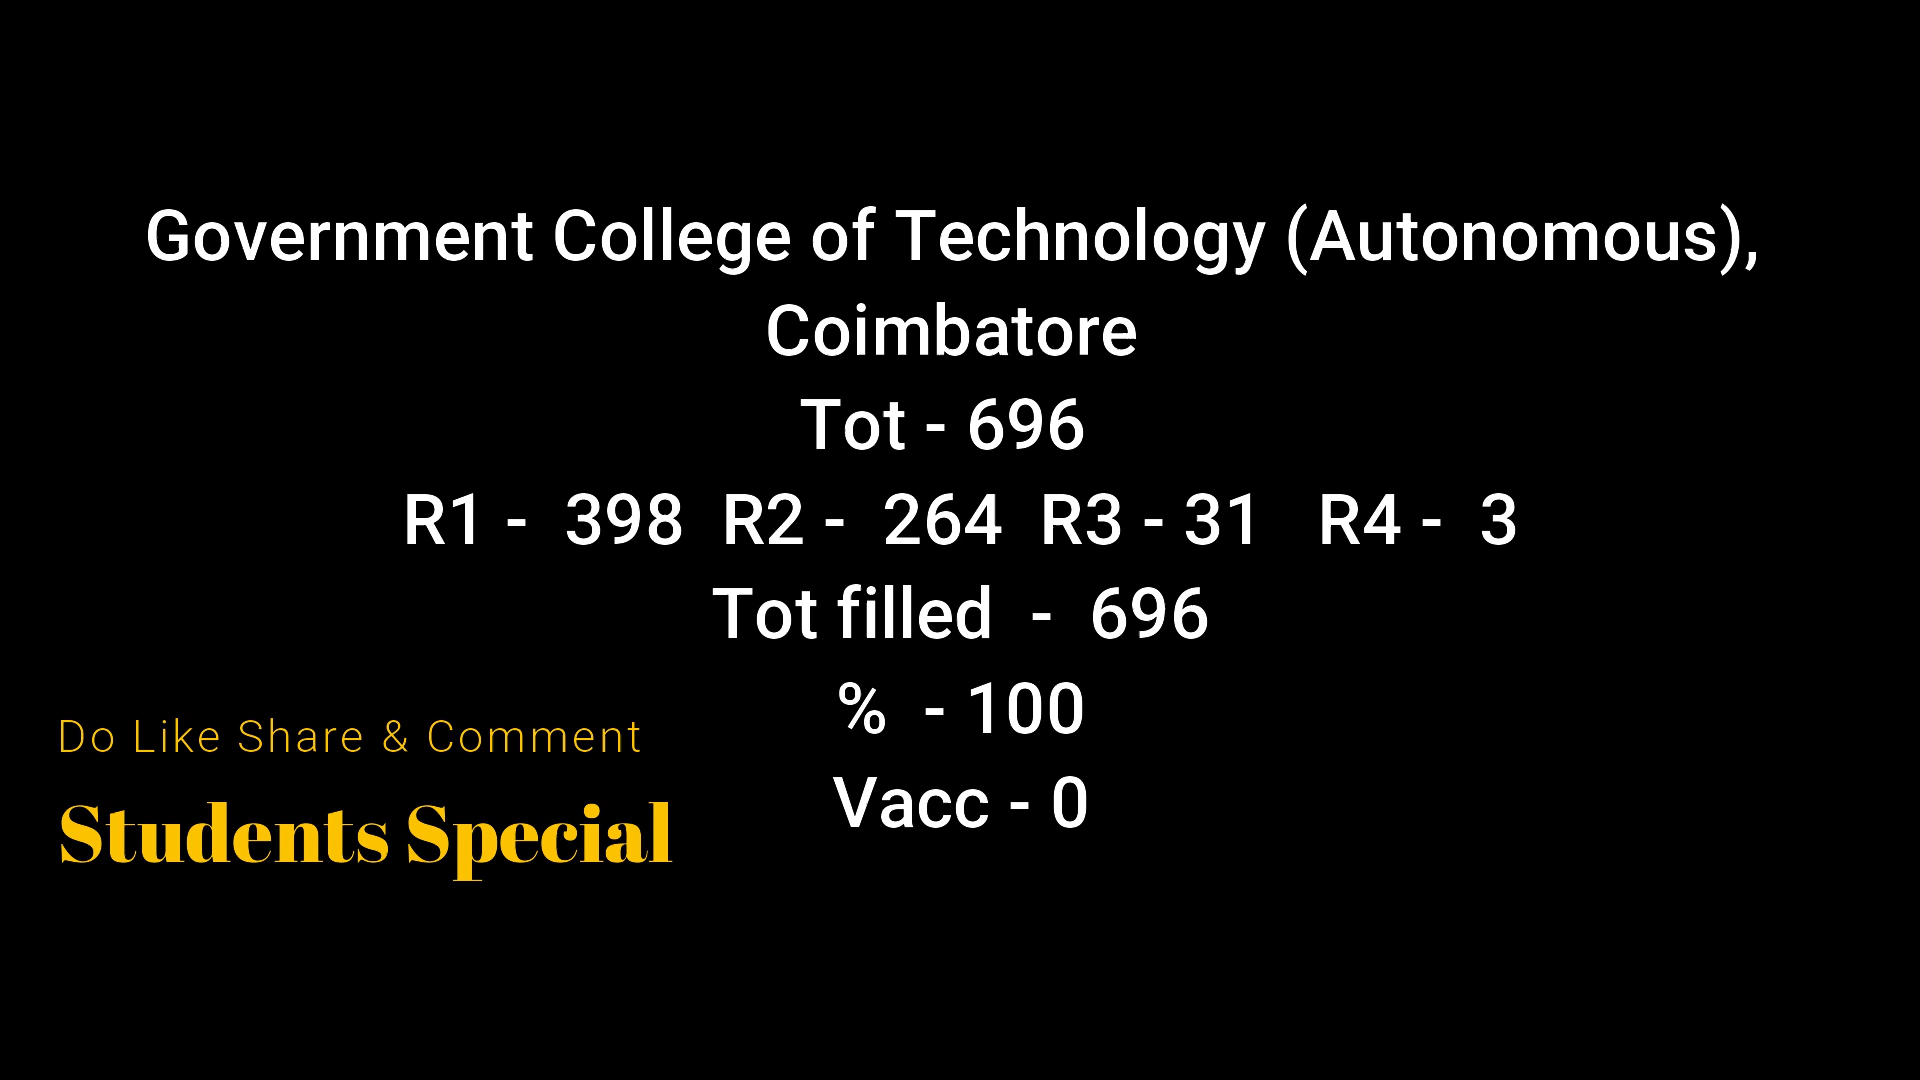 Government College of Technology (Autonomous),
Coimbatore
Tot - 696
R1 -  398  R2 -  264  R3 - 31   R4 -  3
Tot filled  -  696
%  - 100
Vacc - 0
Do Like Share & Comment
Students Special